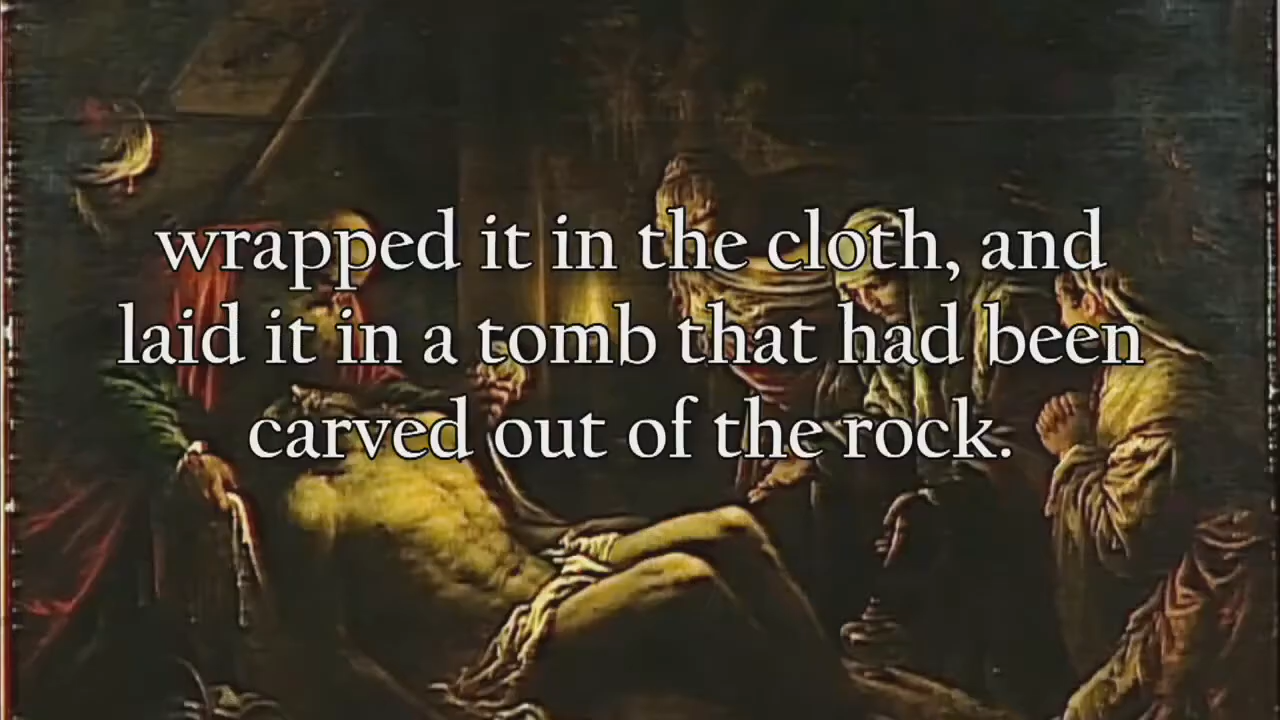 wrapped it in the cloth, and
laid it in a tomb that had been
carved out of the rock.